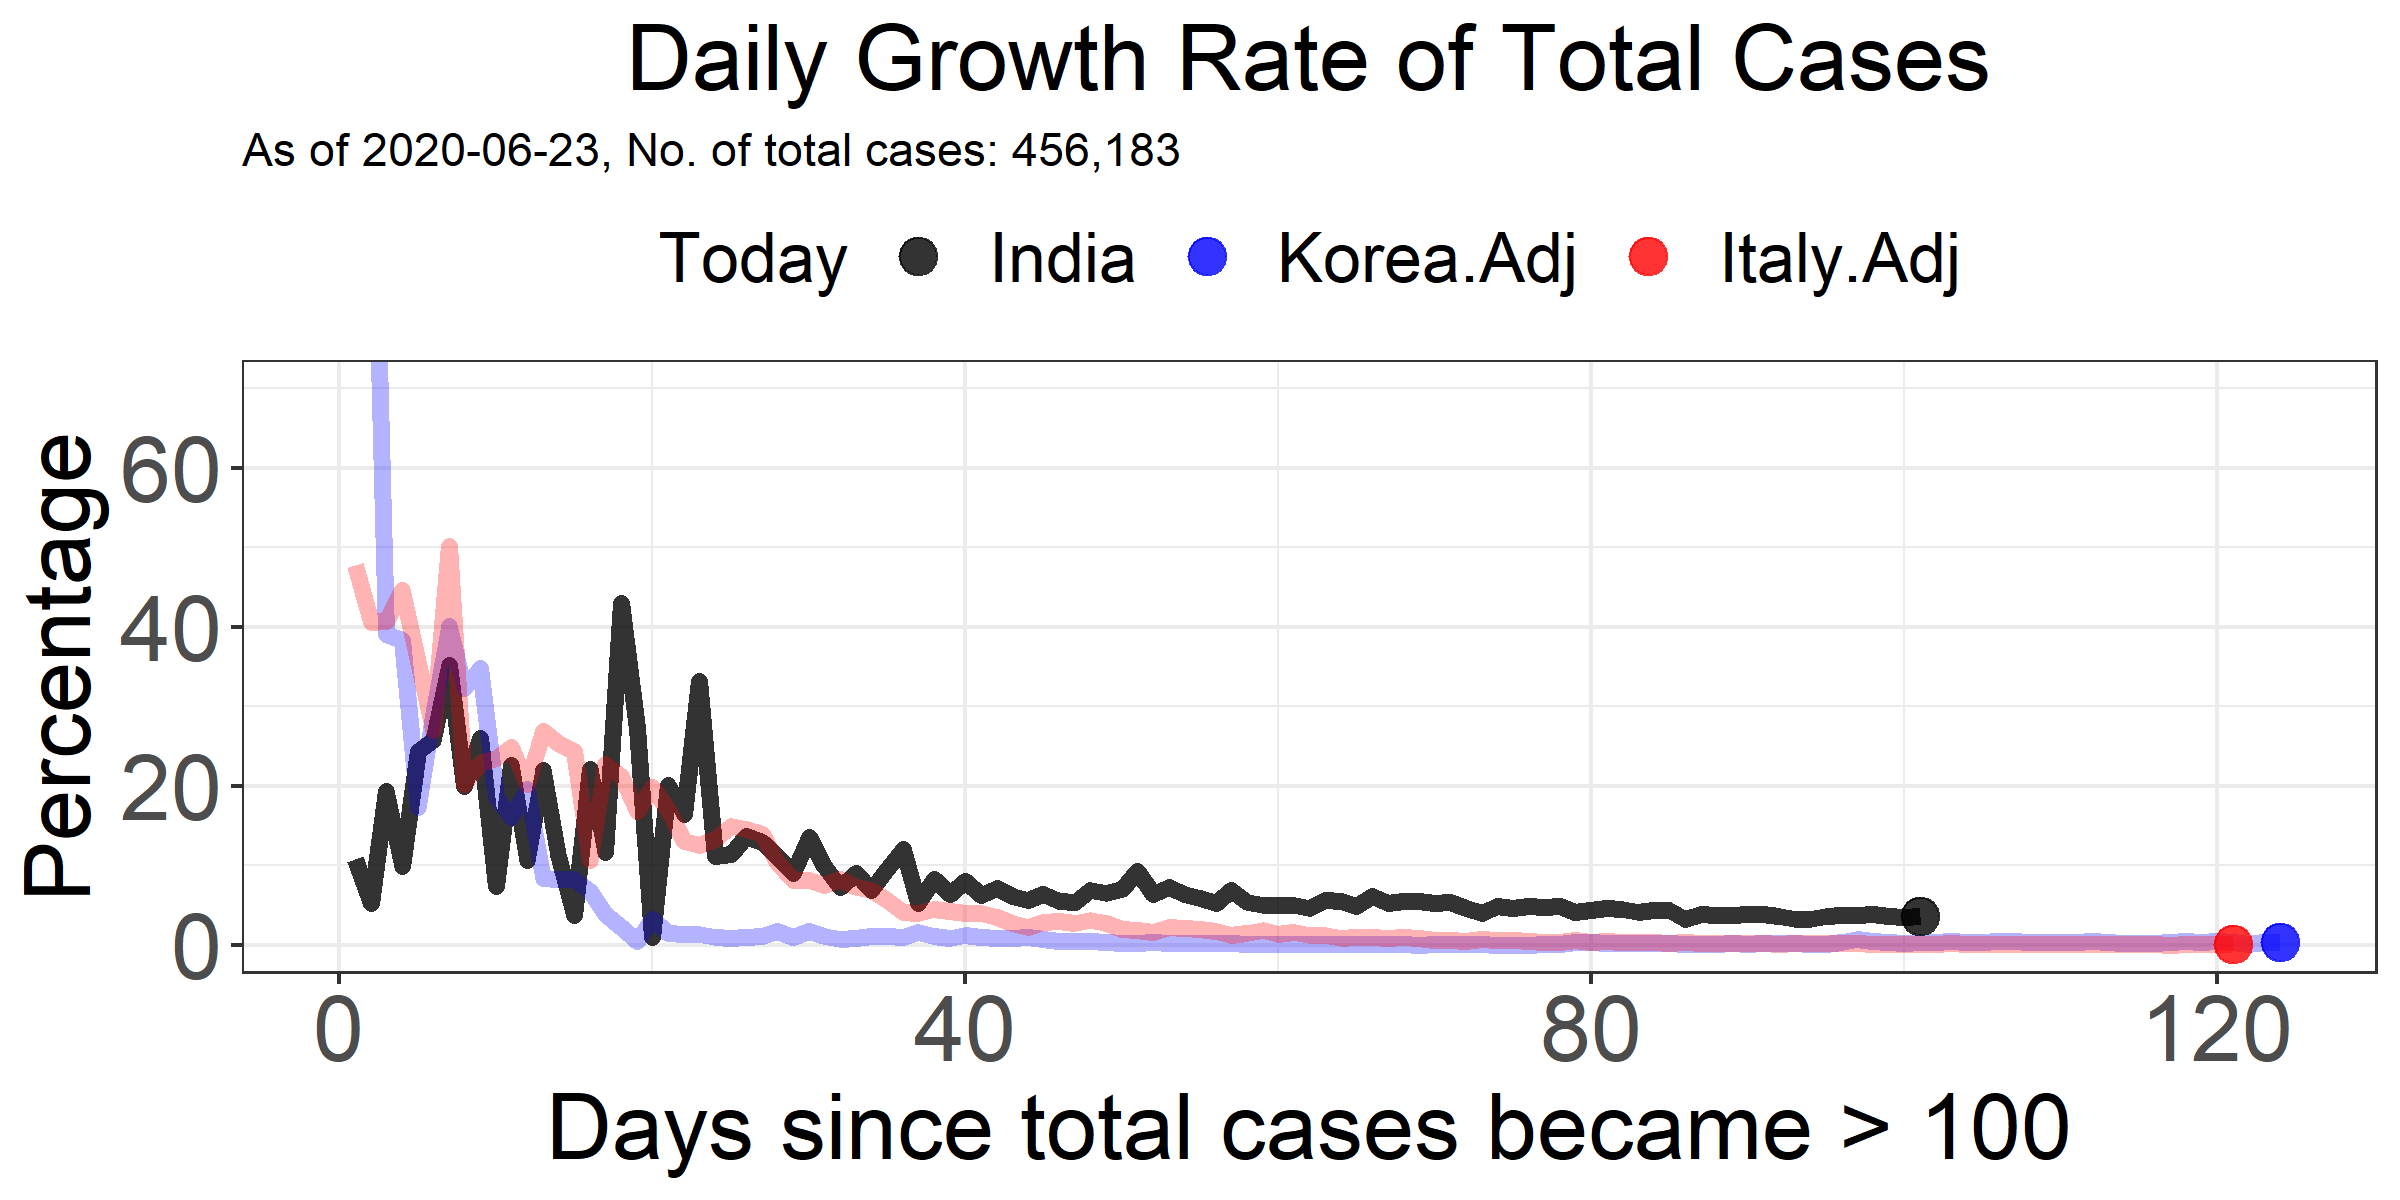 Daily Growth Rate of Total Cases
As of 2020-06-23, No. of total cases: 456,183
Today India Korea.Adj Italy.Adj
Percentage
60
40
20
0
0 40 80 120
Days since total cases became > 100